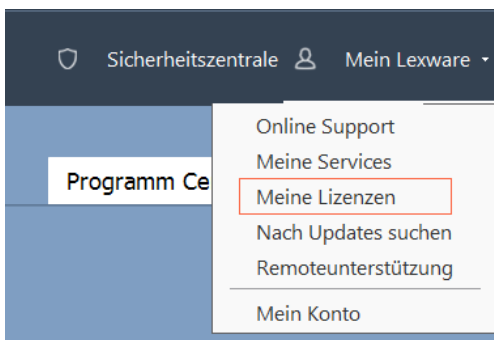 Sicherheitszentrale Mein Lexware
Online Support
Meine Services
Programm Ce
Meine Lizenzen
Nach Updates suchen
Remoteunterstützung
Mein Konto